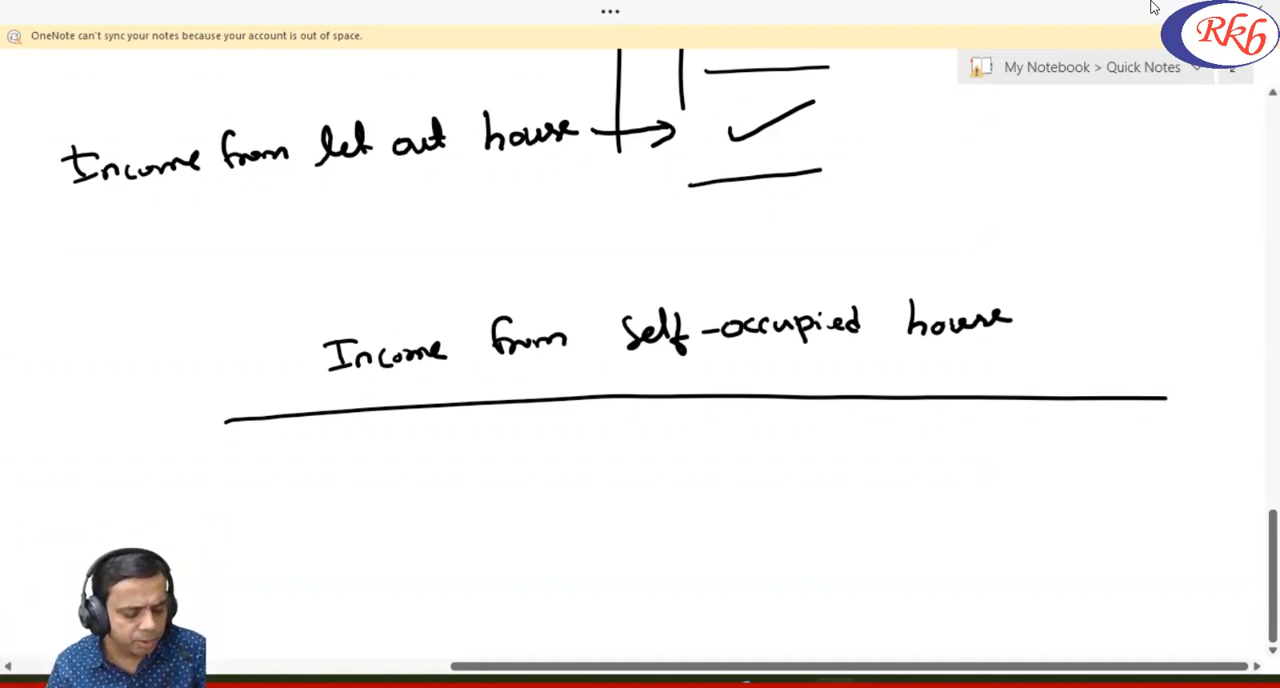 OneNote can't sync your notes because your account is out of space.
Rkb
My Notebook > Quick Notes
Income from let out house
Income from self-occupied house